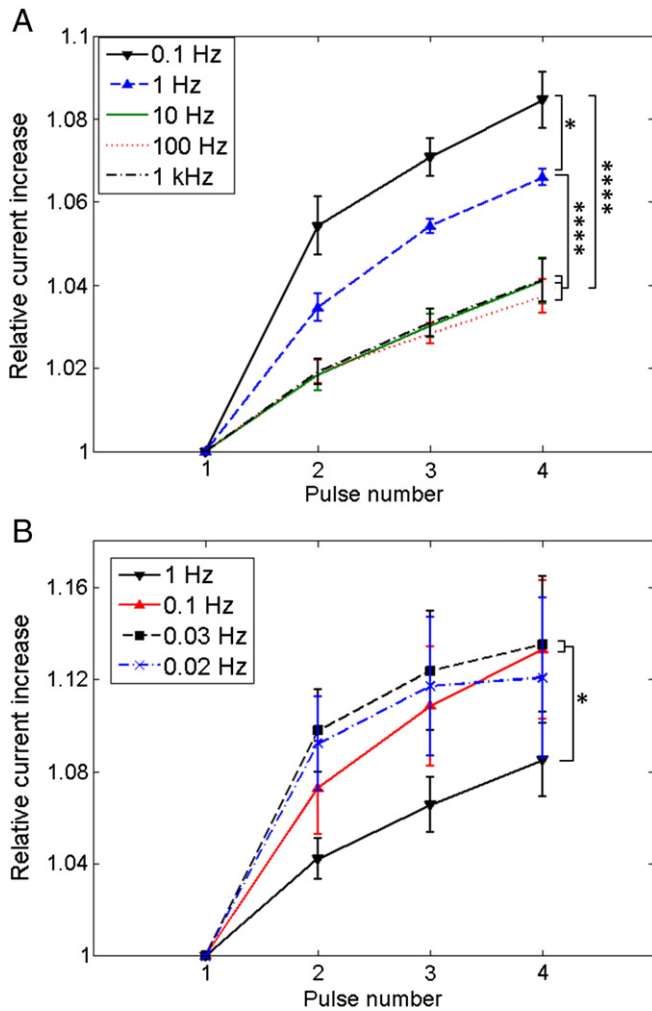 A
Relative current increase
1.1
1.08
1.06
1.04
1.02
1
0.1 Hz
1 Hz
10 Hz
100 Hz
1 kHz
*
****
****
1 2 3 4
Pulse number
B
Relative current increase
1.16
1.12
1.08
1.04
1
1 Hz
0.1 Hz
0.03 Hz
0.02 Hz
*
1 2 3 4
Pulse number